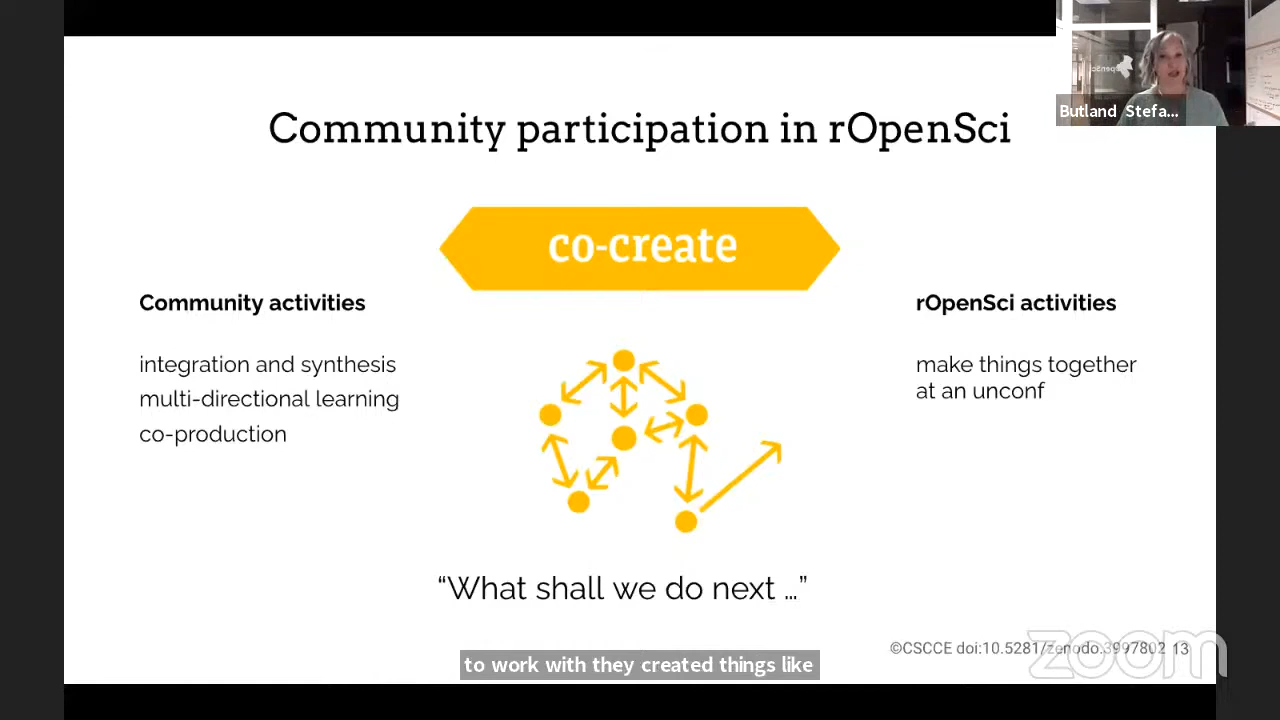 Community participation in rOpenSci
Butland Stefa...
co-create
Community activities
integration and synthesis
multi-directional learning
co-production
rOpenSci activities
make things together
at an unconf
“What shall we do next ...”
©CSCCE doi:10.5281/zenodo.3997802 13
zoom
to work with they created things like